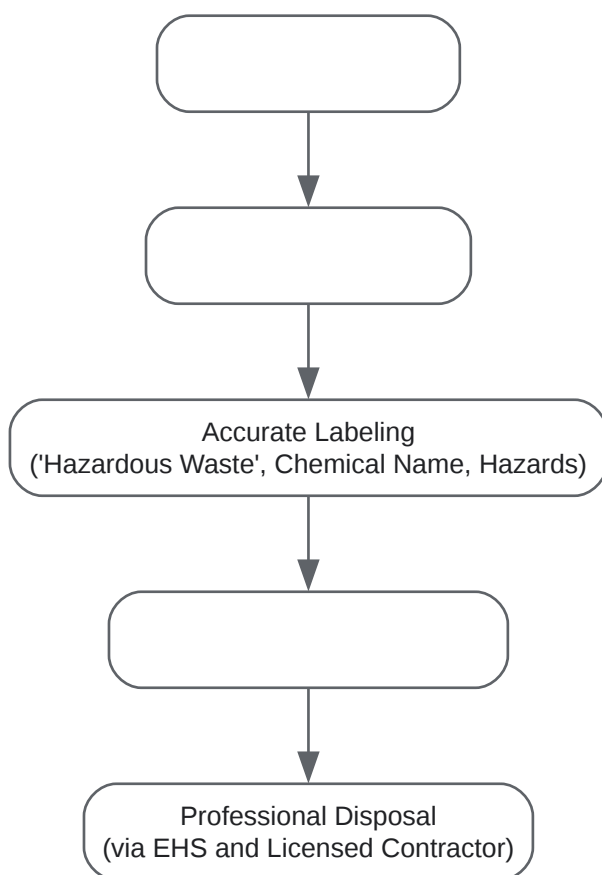 Accurate Labeling
('Hazardous Waste', Chemical Name, Hazards)
Professional Disposal
(via EHS and Licensed Contractor)